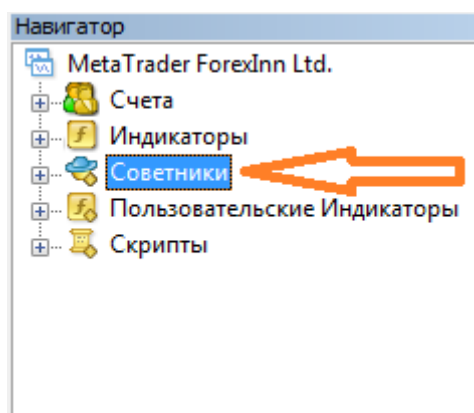 Навигатор
MetaTrader ForexInn Ltd.
Счета
Индикаторы
Советники
Пользовательские Индикаторы
Скрипты